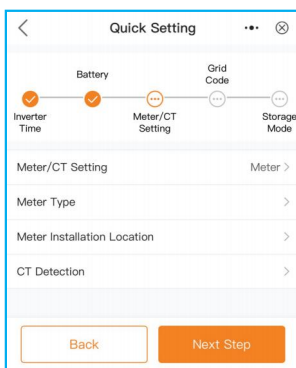 Quick Setting
Battery
Grid
Code
Inverter
Time
Meter/CT
Setting
Storage
Mode
Meter/CT Setting
Meter
Meter Type
Meter Installation Location
CT Detection
Back
Next Step